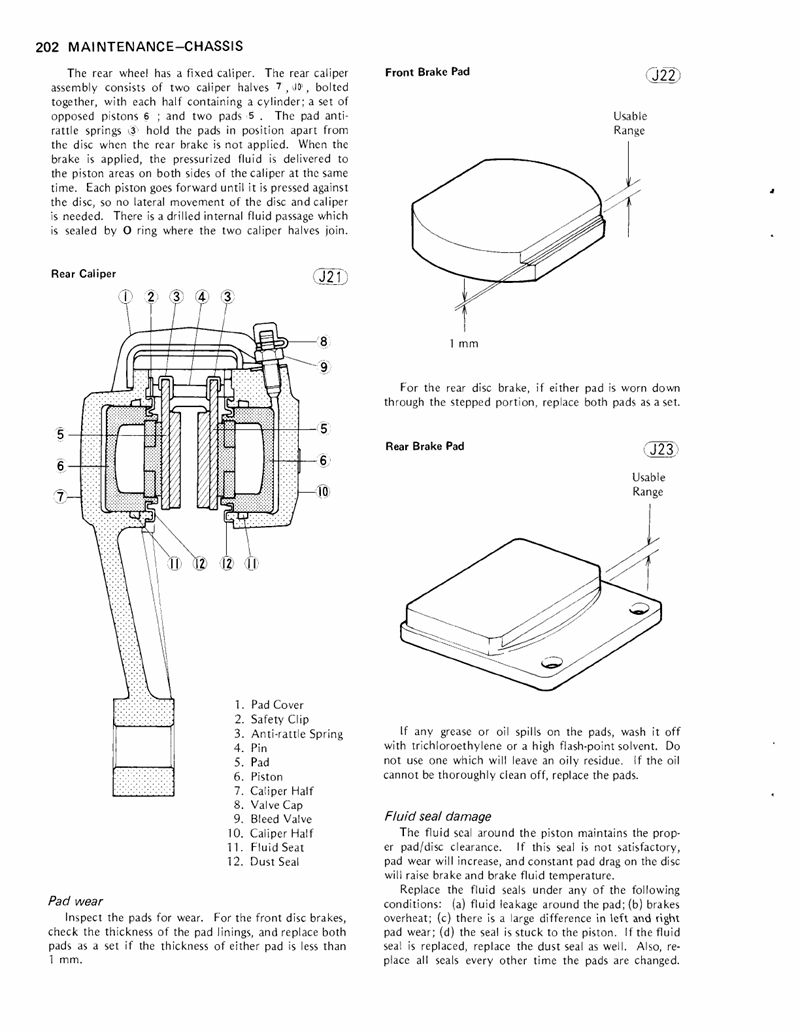 202 MAINTENANCE—CHASSIS
The rear wheel has a fixed caliper. The rear caliper
assembly consists of two caliper halves 7 , 10 , bolted
together, with each half containing a cylinder; a set of
opposed pistons 6 ; and two pads 5 . The pad anti-
rattle springs 3 hold the pads in position apart from
the disc when the rear brake is not applied. When the
brake is applied, the pressurized fluid is delivered to
the piston areas on both sides of the caliper at the same
time. Each piston goes forward until it is pressed against
the disc, so no lateral movement of the disc and caliper
is needed. There is a drilled internal fluid passage which
is sealed by O ring where the two caliper halves join.
Rear Caliper
J21
1 2 3 4 3
8
9
5
5
6
6
7
10
11 12 12 11
1. Pad Cover
2. Safety Clip
3. Anti-rattle Spring
4. Pin
5. Pad
6. Piston
7. Caliper Half
8. Valve Cap
9. Bleed Valve
10. Caliper Half
11. Fluid Seat
12. Dust Seal
Pad wear
Inspect the pads for wear. For the front disc brakes,
check the thickness of the pad linings, and replace both
pads as a set if the thickness of either pad is less than
1 mm.
Front Brake Pad
J22
Usable
Range
1 mm
For the rear disc brake, if either pad is worn down
through the stepped portion, replace both pads as a set.
Rear Brake Pad
J23
Usable
Range
If any grease or oil spills on the pads, wash it off
with trichloroethylene or a high flash-point solvent. Do
not use one which will leave an oily residue. If the oil
cannot be thoroughly clean off, replace the pads.
Fluid seal damage
The fluid seal around the piston maintains the prop-
er pad/disc clearance. If this seal is not satisfactory,
pad wear will increase, and constant pad drag on the disc
will raise brake and brake fluid temperature.
Replace the fluid seals under any of the following
conditions: (a) fluid leakage around the pad; (b) brakes
overheat; (c) there is a large difference in left and right
pad wear; (d) the seal is stuck to the piston. If the fluid
seal is replaced, replace the dust seal as well. Also, re-
place all seals every other time the pads are changed.